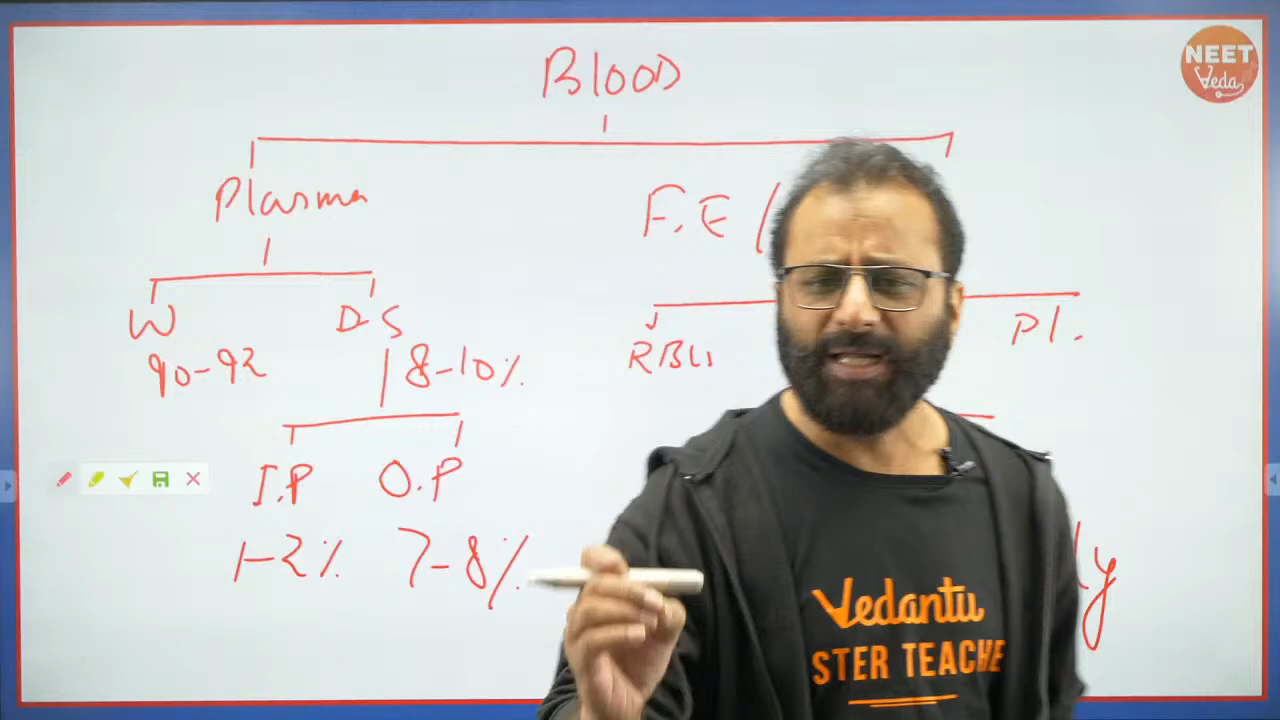 Blood
NEET
Veda
Plasma
F.E /
W
D S
RBCs
Pl.
90-92
8-10%
I.P
O.P
1-2%
7-8%
y
Vedantu
STER TEACHE